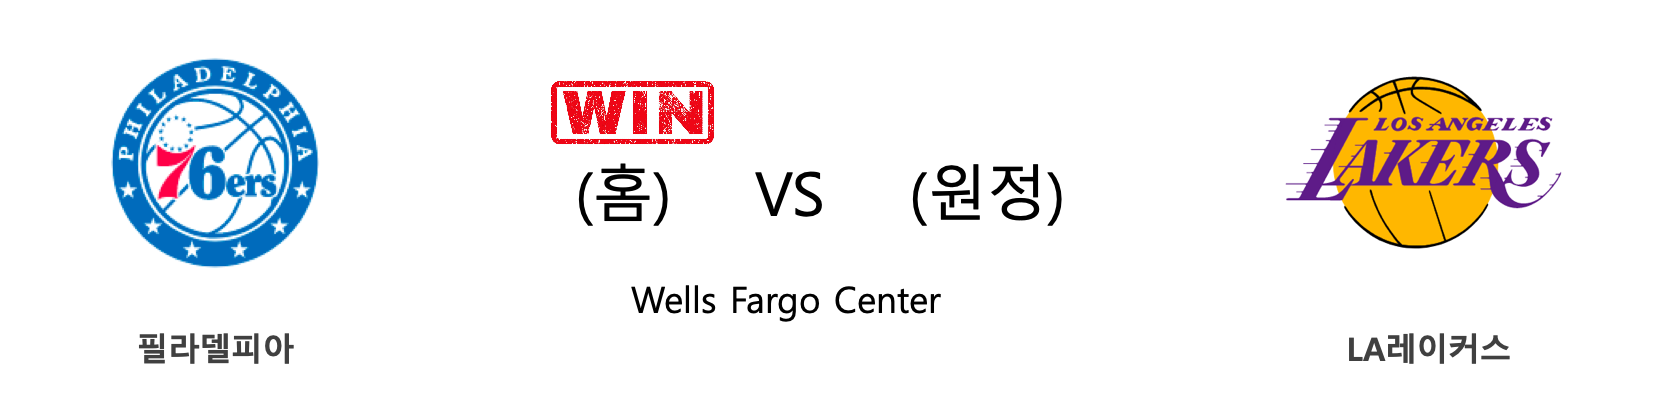 PHILADELPHIA
76ers
WIN
(홈) VS (원정)
LOS ANGELES
LAKERS
Wells Fargo Center
필라델피아
LA레이커스